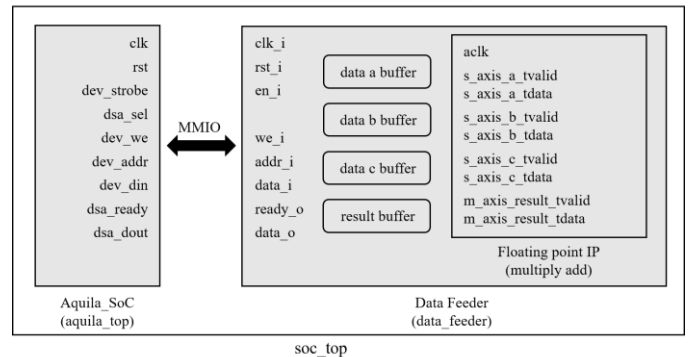 clk
rst
dev_strobe
dsa_sel
dev_we
dev_addr
dev_din
dsa_ready
dsa_dout
Aquila_SoC
(aquila_top)
MMIO
clk_i
rst_i
en_i
we_i
addr_i
data_i
ready_o
data_o
data a buffer
data b buffer
data c buffer
result buffer
aclk
s_axis_a_tvalid
s_axis_a_tdata
s_axis_b_tvalid
s_axis_b_tdata
s_axis_c_tvalid
s_axis_c_tdata
m_axis_result_tvalid
m_axis_result_tdata
Floating point IP
(multiply add)
Data Feeder
(data_feeder)
soc_top